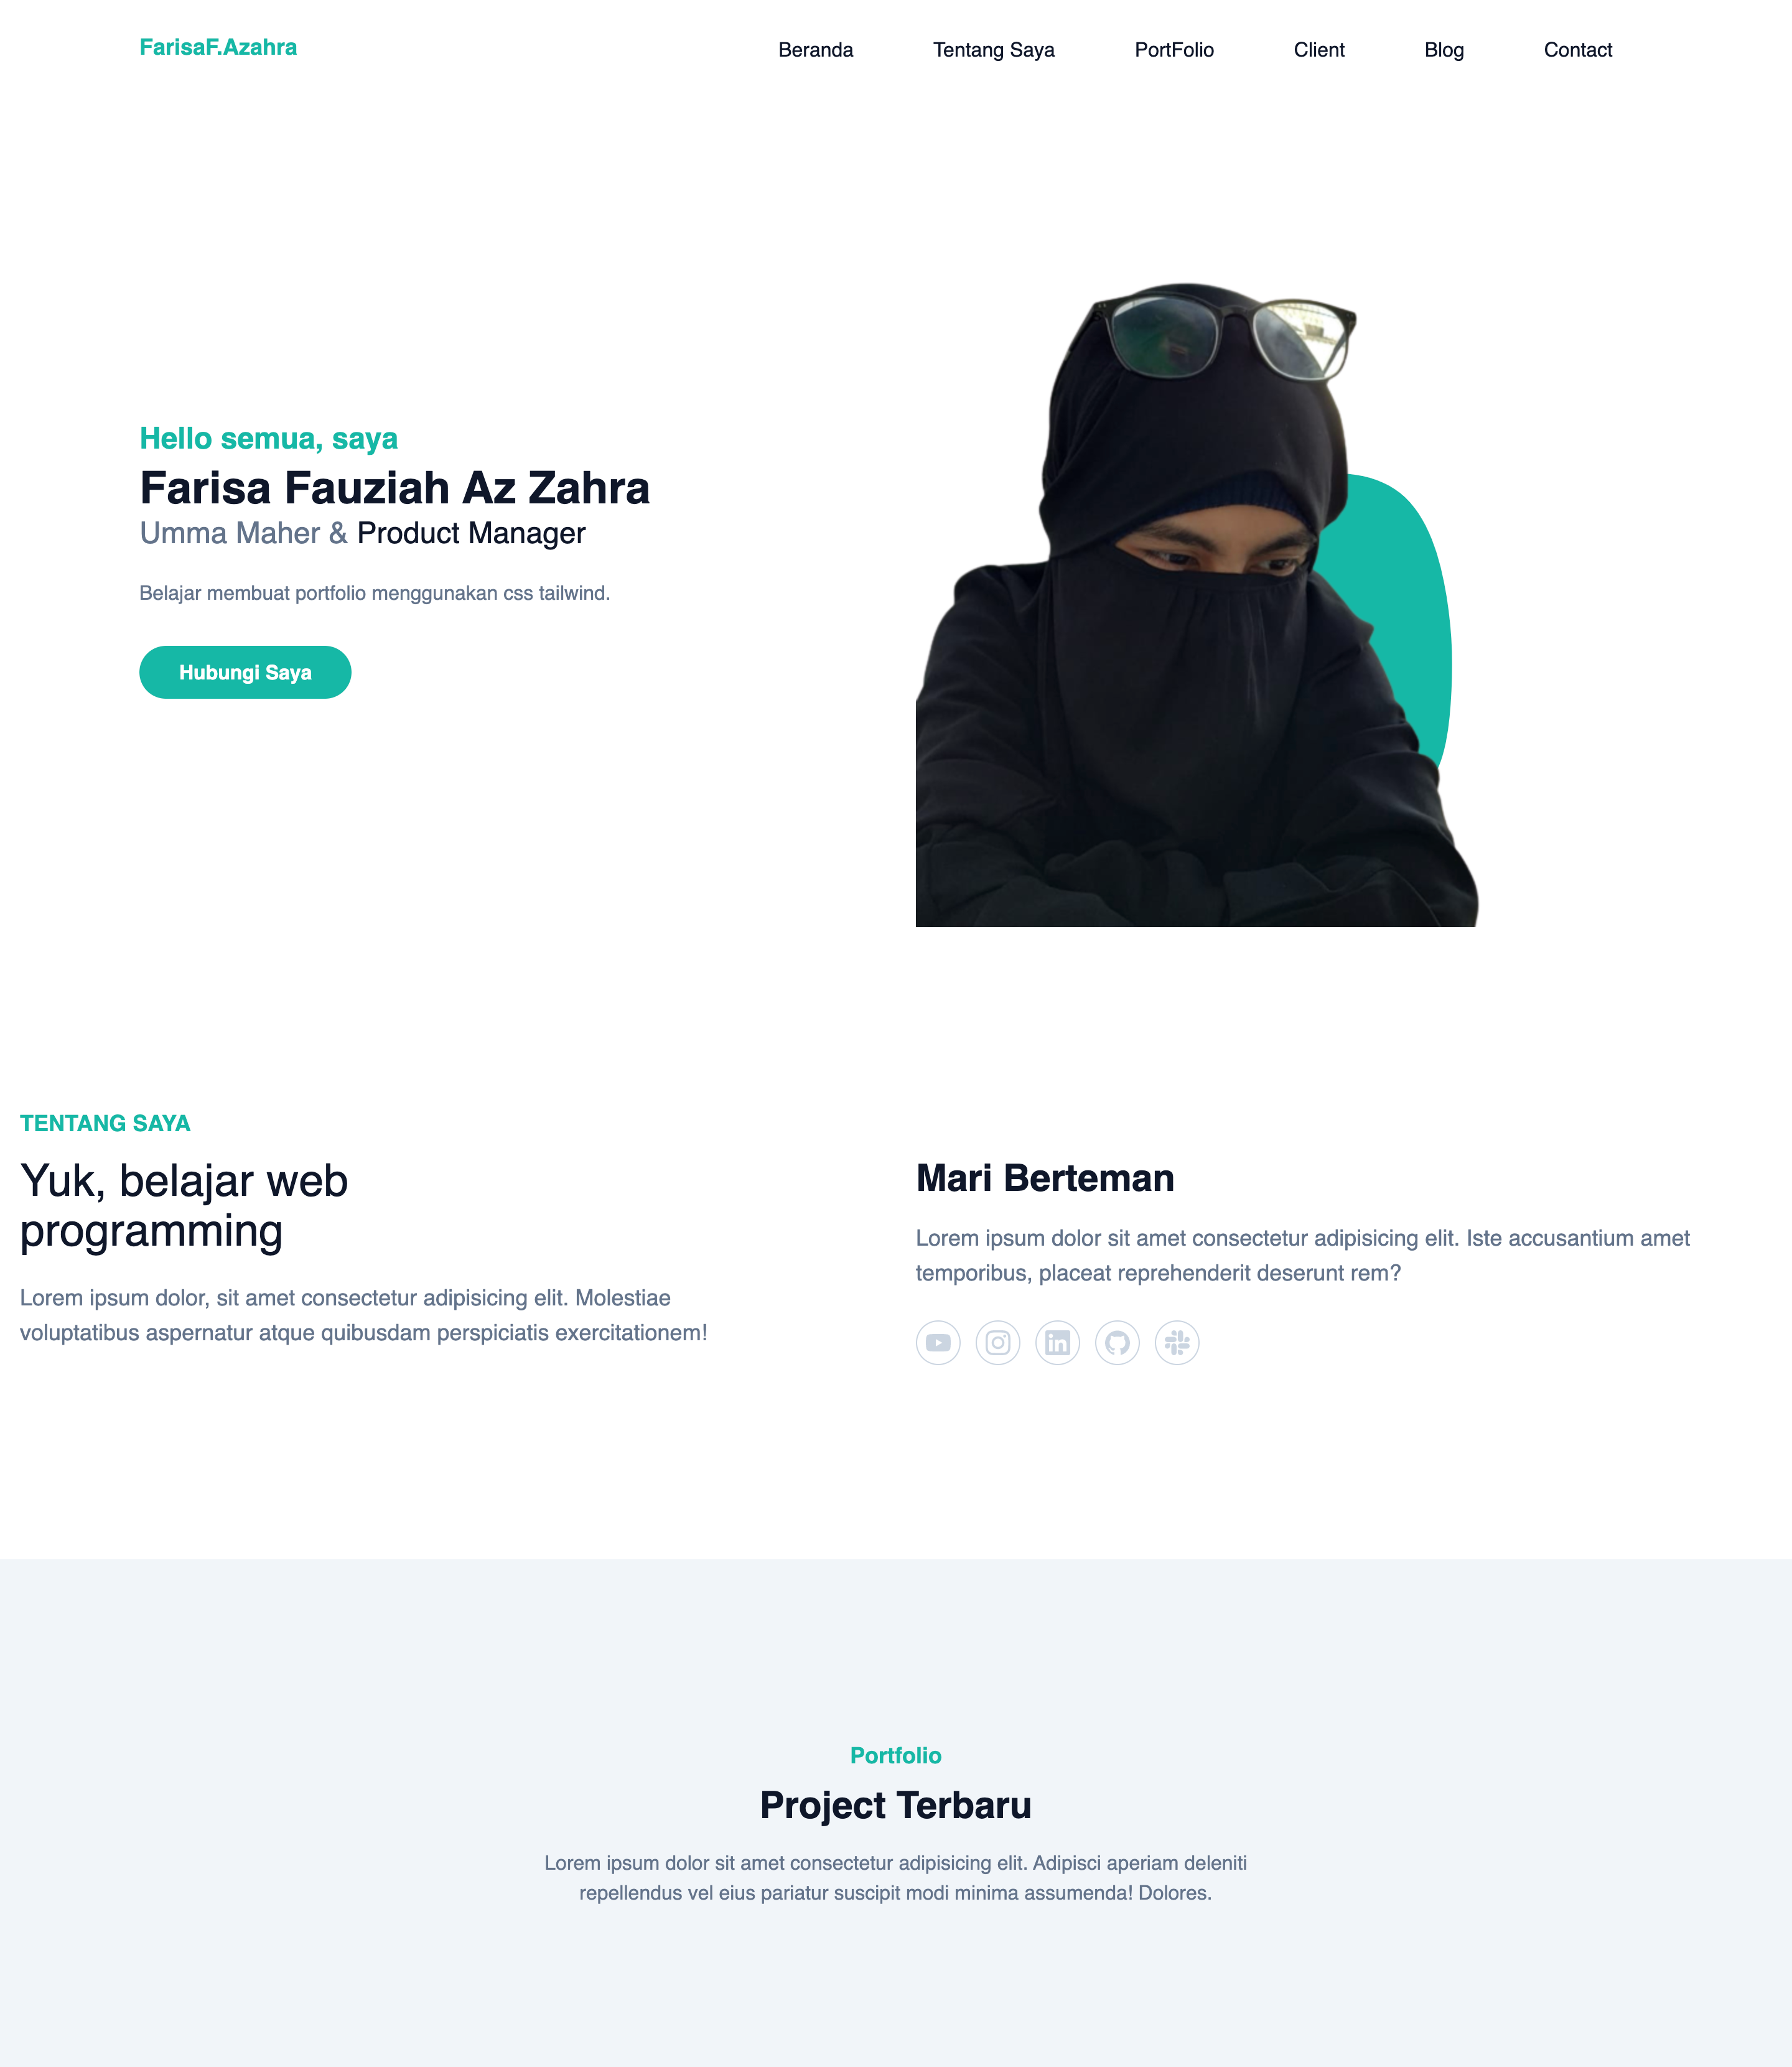 FarisaF.Azahra
Beranda
Tentang Saya
PortFolio
Client
Blog
Contact
Hello semua, saya
Farisa Fauziah Az Zahra
Umma Maher & Product Manager
Belajar membuat portfolio menggunakan css tailwind.
Hubungi Saya
TENTANG SAYA
Yuk, belajar web
programming
Lorem ipsum dolor, sit amet consectetur adipisicing elit. Molestiae
voluptatibus aspernatur atque quibusdam perspiciatis exercitationem!
Mari Berteman
Lorem ipsum dolor sit amet consectetur adipisicing elit. Iste accusantium amet
temporibus, placeat reprehenderit deserunt rem?
Portfolio
Project Terbaru
Lorem ipsum dolor sit amet consectetur adipisicing elit. Adipisci aperiam deleniti
repellendus vel eius pariatur suscipit modi minima assumenda! Dolores.